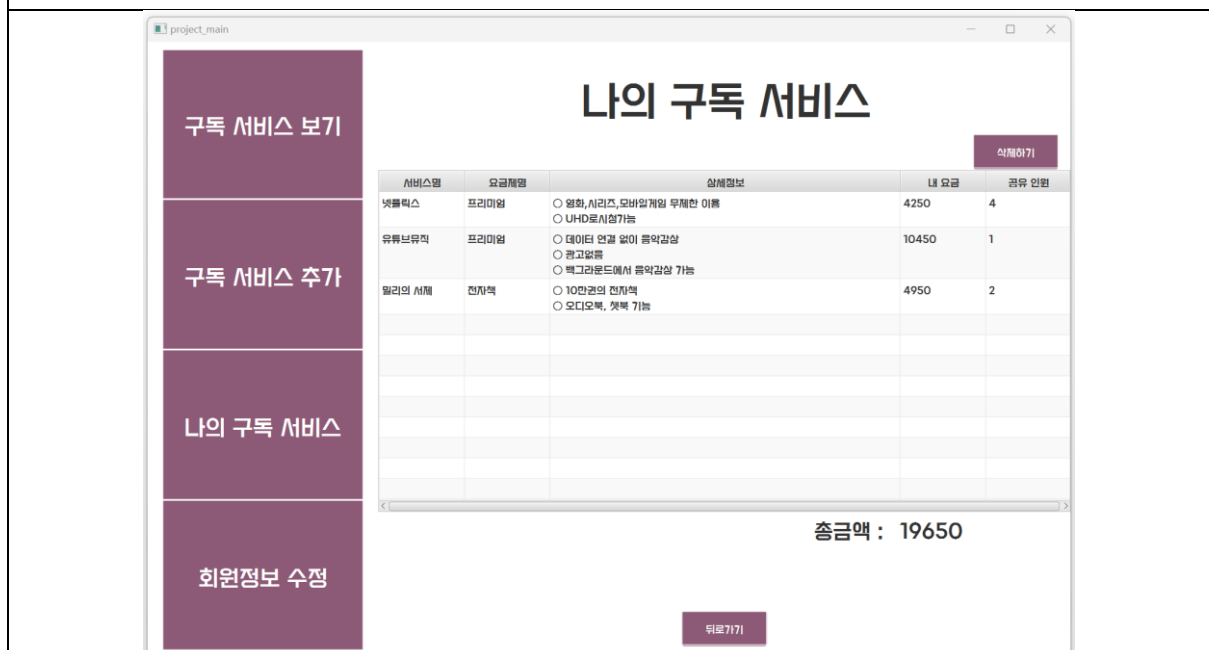 project_main
구독 서비스 보기
구독 서비스 추가
나의 구독 서비스
회원정보 수정
나의 구독 서비스
삭제하기
서비스명 요금제명 상세정보 내 요금 공유 인원
넷플릭스 프리미엄 ○ 영화,시리즈,모바일게임 무제한 이용 4250 4
○ UHD로시청가능
유튜브뮤직 프리미엄 ○ 데이터 연결 없이 음악감상 10450 1
○ 광고없음
○ 백그라운드에서 음악감상 가능
밀리의 서제 전자책 ○ 10만권의 전자책 4950 2
○ 오디오북, 챗북 기능
총금액 : 19650
뒤로가기